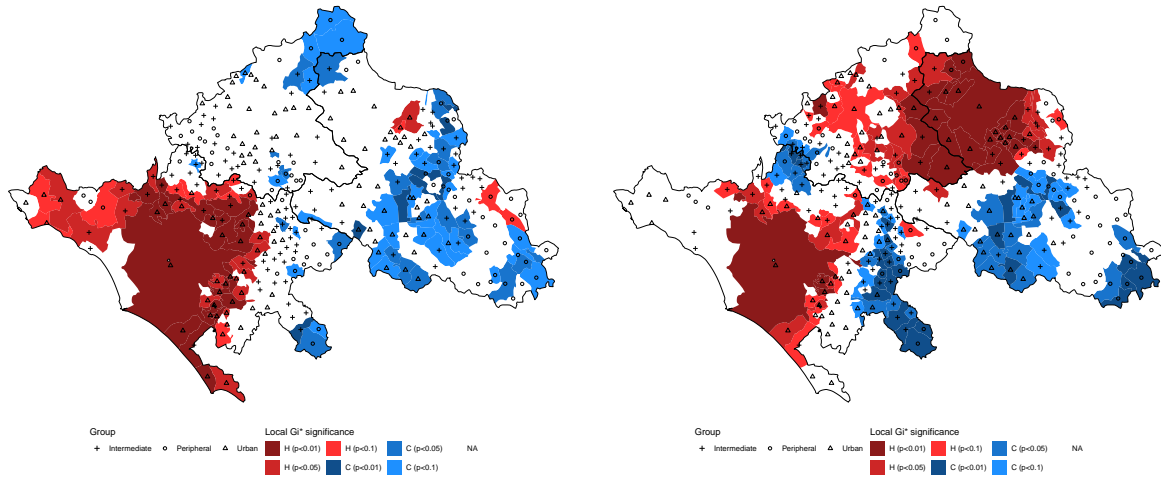 Group
+ Intermediate ○ Peripheral △ Urban
Local Gi* significance
H (p<0.01) H (p<0.1) C (p<0.05) NA
H (p<0.05) C (p<0.01) C (p<0.1)
Group
+ Intermediate ○ Peripheral △ Urban
Local Gi* significance
H (p<0.01) H (p<0.1) C (p<0.05) NA
H (p<0.05) C (p<0.01) C (p<0.1)